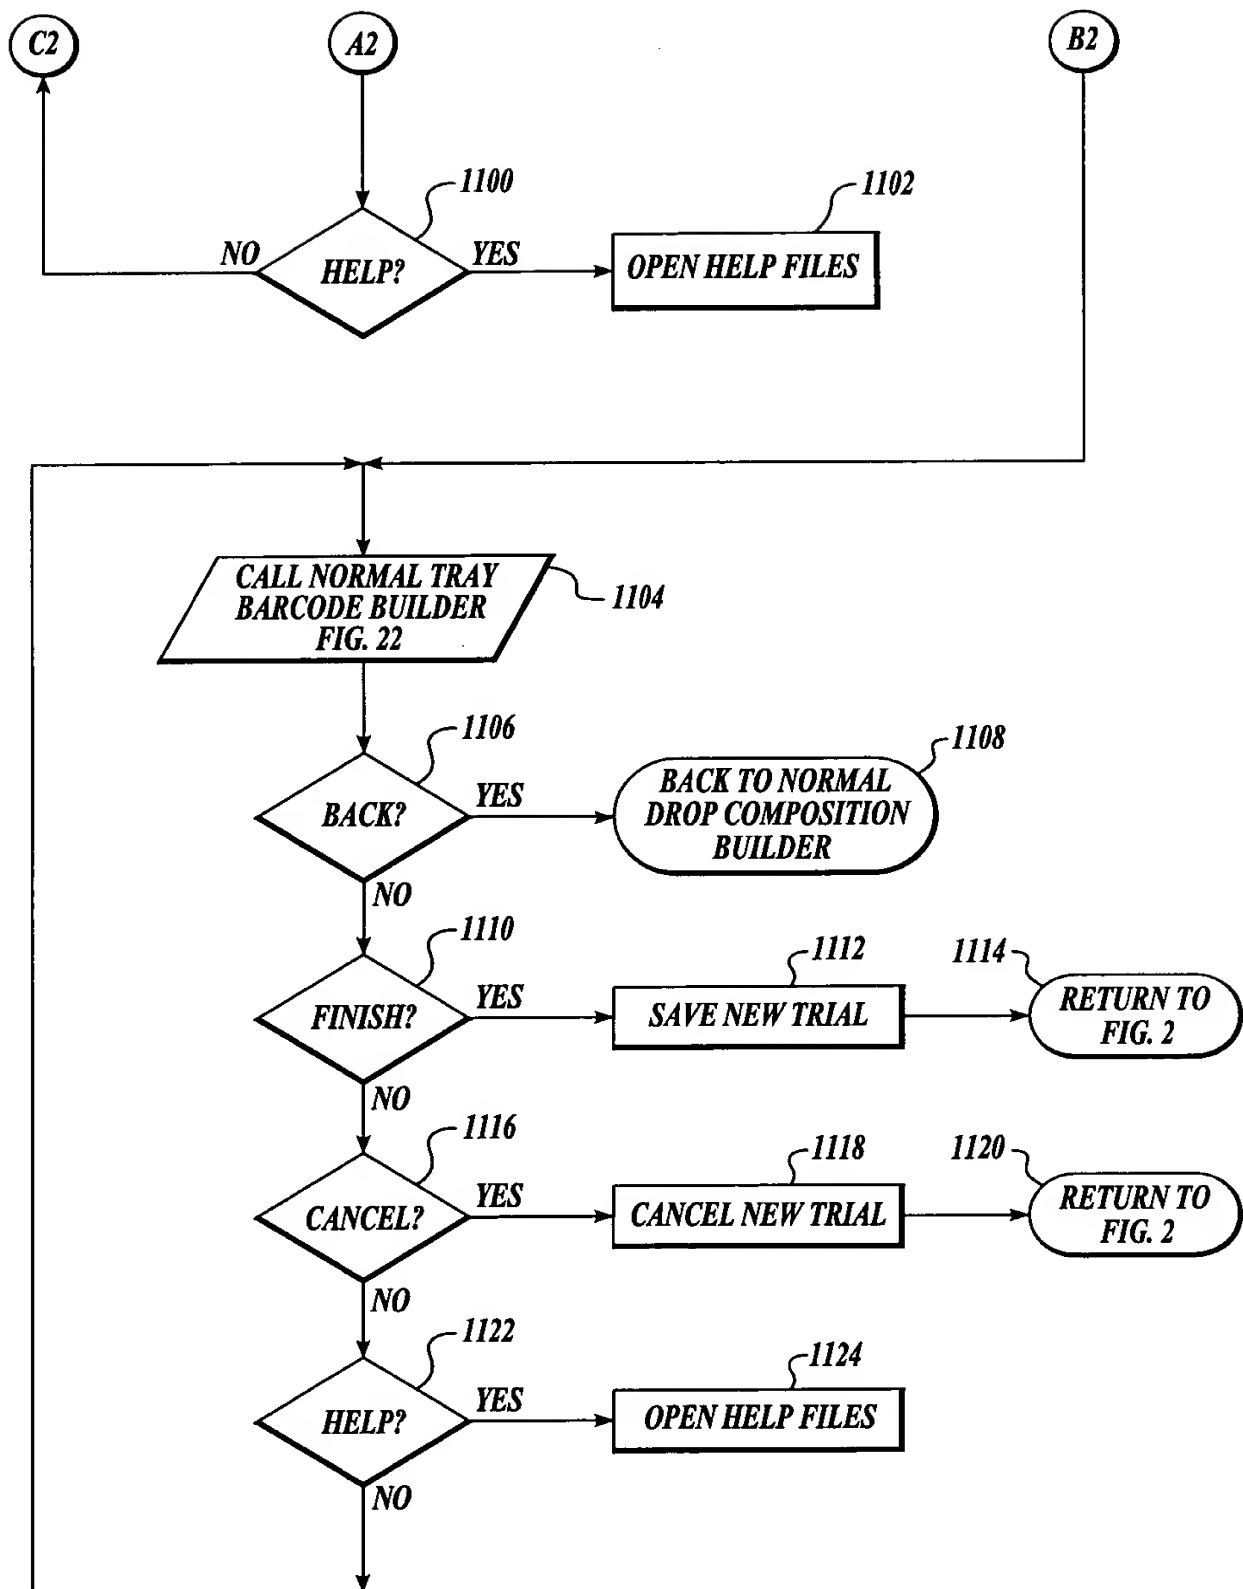 C2
A2
B2
1100
1102
NO
HELP?
YES
OPEN HELP FILES
CALL NORMAL TRAY
BARCODE BUILDER
FIG. 22
1104
1106
1108
BACK?
YES
BACK TO NORMAL
DROP COMPOSITION
BUILDER
NO
1110
1112
1114
FINISH?
YES
SAVE NEW TRIAL
RETURN TO
FIG. 2
NO
1116
1118
1120
CANCEL?
YES
CANCEL NEW TRIAL
RETURN TO
FIG. 2
NO
1122
1124
HELP?
YES
OPEN HELP FILES
NO